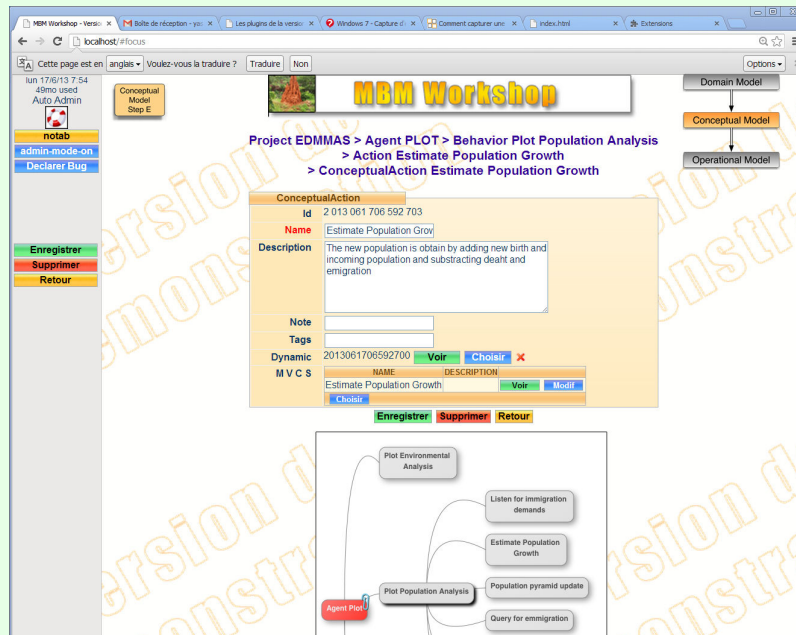 MBM Workshop - Versio
Boîte de réception - ya
Les plugins de la version
Windows 7 - Capture d
Comment capturer une
index.html
Extensions
localhost/#focus
Cette page est en anglais Voulez-vous la traduire ? Traduire Non Options
lun 17/6/13 7:54
49mo used
Auto Admin
notab
admin-mode-on
Declarer Bug
Enregistrer
Supprimer
Retour
Conceptual
Model
Step E
MBM Workshop
Domain Model
Conceptual Model
Operational Model
Project EDMMAS > Agent PLOT > Behavior Plot Population Analysis
> Action Estimate Population Growth
> ConceptualAction Estimate Population Growth
ConceptualAction
Id 2 013 061 706 592 703
Name Estimate Population Grov
Description The new population is obtain by adding new birth and
incoming population and substracting deaht and
emigration
Note
Tags
Dynamic 2013061706592700 Voir Choisir
M V C S NAME DESCRIPTION
Estimate Population Growth Voir Modif
Choisir
Enregistrer Supprimer Retour
Plot Environmental
Analysis
Listen for immigration
demands
Estimate Population
Growth
Population pyramid update
Plot Population Analysis
Agent Plot
Query for emmigration